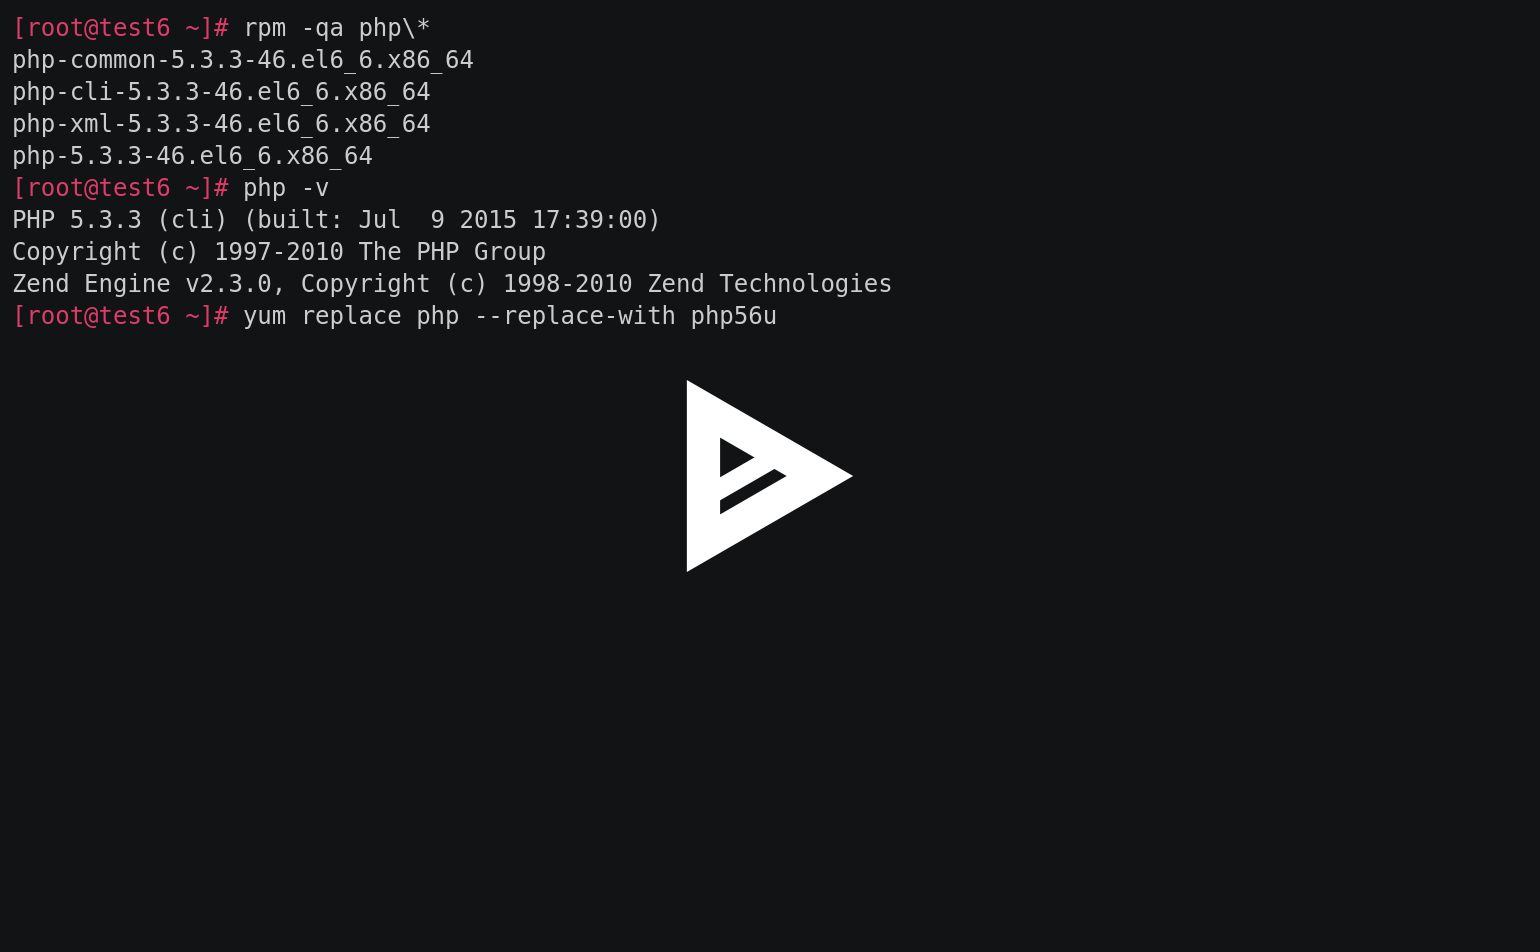 [root@test6 ~]# rpm -qa php\*
php-common-5.3.3-46.el6_6.x86_64
php-cli-5.3.3-46.el6_6.x86_64
php-xml-5.3.3-46.el6_6.x86_64
php-5.3.3-46.el6_6.x86_64
[root@test6 ~]# php -v
PHP 5.3.3 (cli) (built: Jul  9 2015 17:39:00)
Copyright (c) 1997-2010 The PHP Group
Zend Engine v2.3.0, Copyright (c) 1998-2010 Zend Technologies
[root@test6 ~]# yum replace php --replace-with php56u